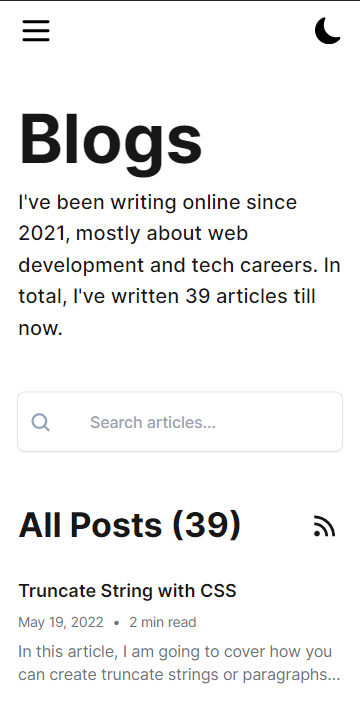 Blogs
I've been writing online since
2021, mostly about web
development and tech careers. In
total, I've written 39 articles till
now.
Search articles...
All Posts (39)
Truncate String with CSS
May 19, 2022 • 2 min read
In this article, I am going to cover how you
can create truncate strings or paragraphs...